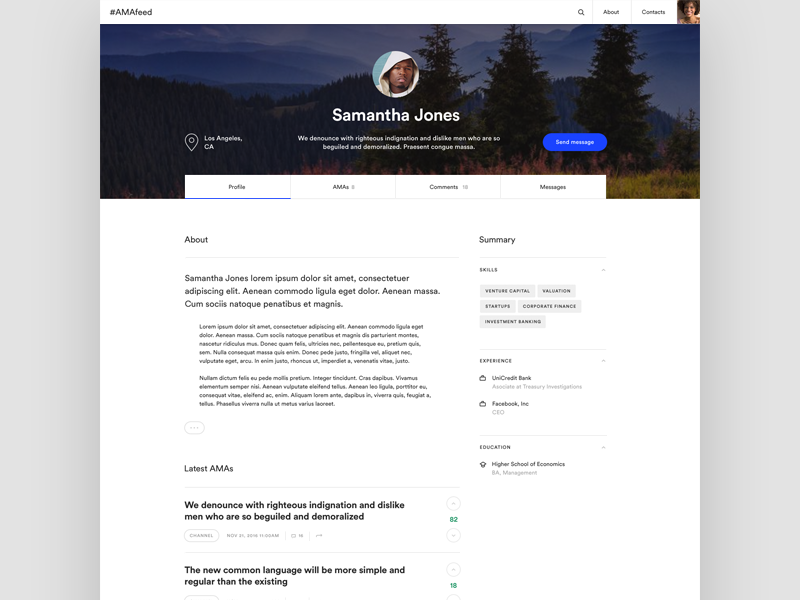 #AMAfeed
About
Contacts
Samantha Jones
Los Angeles,
CA
We denounce with righteous indignation and dislike men who are so
beguiled and demoralized. Praesent congue massa.
Send message
Profile
AMAs 8
Comments 18
Messages
About
Samantha Jones lorem ipsum dolor sit amet, consectetuer
adipiscing elit. Aenean commodo ligula eget dolor. Aenean massa.
Cum sociis natoque penatibus et magnis.
Lorem ipsum dolor sit amet, consectetuer adipiscing elit. Aenean commodo ligula eget
dolor. Aenean massa. Cum sociis natoque penatibus et magnis dis parturient montes,
nascetur ridiculus mus. Donec quam felis, ultricies nec, pellentesque eu, pretium quis,
sem. Nulla consequat massa quis enim. Donec pede justo, fringilla vel, aliquet nec,
vulputate eget, arcu. In enim justo, rhoncus ut, imperdiet a, venenatis vitae, justo.
Nullam dictum felis eu pede mollis pretium. Integer tincidunt. Cras dapibus. Vivamus
elementum semper nisi. Aenean vulputate eleifend tellus. Aenean leo ligula, porttitor eu,
consequat vitae, eleifend ac, enim. Aliquam lorem ante, dapibus in, viverra quis, feugiat a,
tellus. Phasellus viverra nulla ut metus varius laoreet.
Latest AMAs
We denounce with righteous indignation and dislike
men who are so beguiled and demoralized
82
CHANNEL
NOV 21, 2016 11:00AM
16
The new common language will be more simple and
regular than the existing
18
Summary
SKILLS
VENTURE CAPITAL
VALUATION
STARTUPS
CORPORATE FINANCE
INVESTMENT BANKING
EXPERIENCE
UniCredit Bank
Asociate at Treasury Investigations
Facebook, Inc
CEO
EDUCATION
Higher School of Economics
BA, Management